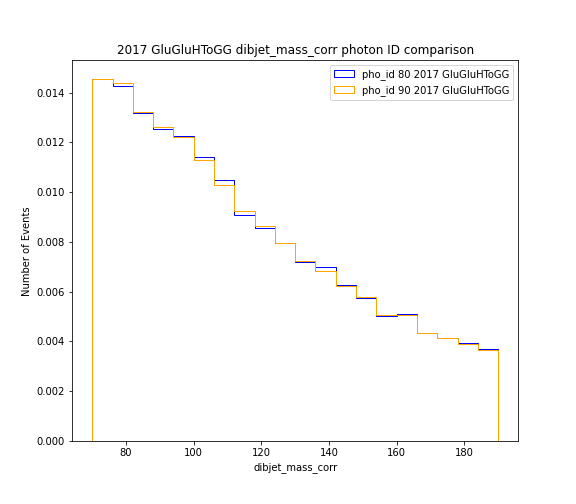 2017 GluGluHToGG dibjet_mass_corr photon ID comparison
pho_id 80 2017 GluGluHToGG
pho_id 90 2017 GluGluHToGG
Number of Events
0.014
0.012
0.010
0.008
0.006
0.004
0.002
0.000
80 100 120 140 160 180
dibjet_mass_corr